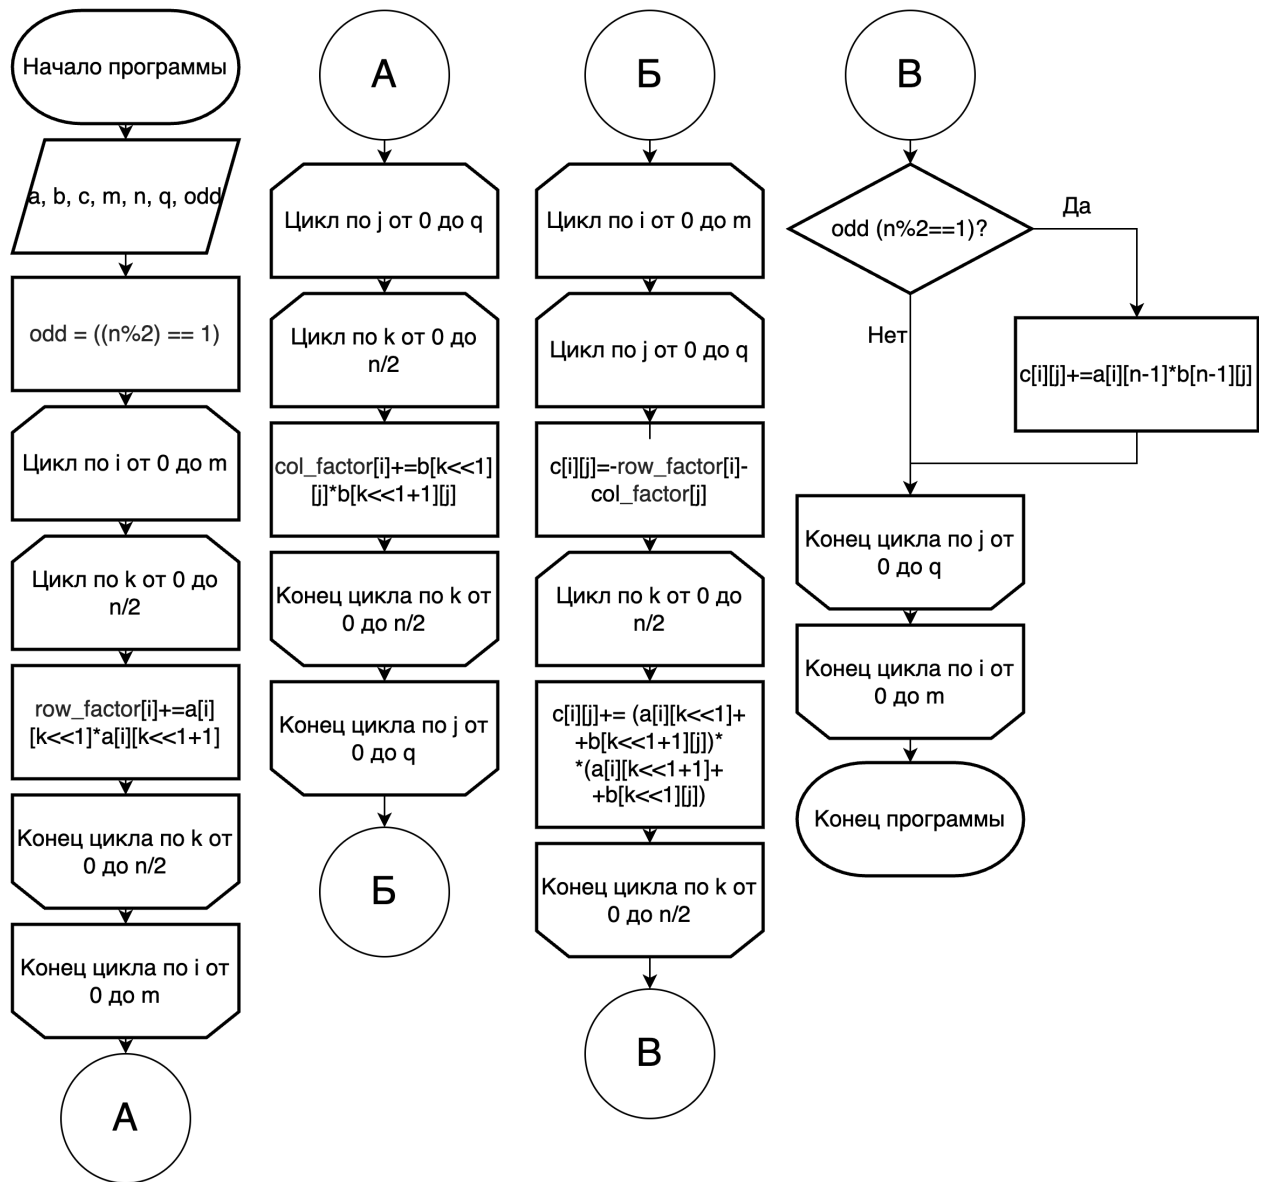 Начало программы
a, b, c, m, n, q, odd
odd = ((n%2) == 1)
Цикл по i от 0 до m
Цикл по k от 0 до
n/2
row_factor[i]+=a[i]
[k<<1]*a[i][k<<1+1]
Конец цикла по k от
0 до n/2
Конец цикла по i от
0 до m
А
А
Цикл по j от 0 до q
Цикл по k от 0 до
n/2
col_factor[i]+=b[k<<1]
[j]*b[k<<1+1][j]
Конец цикла по k от
0 до n/2
Конец цикла по j от
0 до q
Б
Б
Цикл по i от 0 до m
Цикл по j от 0 до q
c[i][j]=-row_factor[i]-
col_factor[j]
Цикл по k от 0 до
n/2
c[i][j]+= (a[i][k<<1]+
+b[k<<1+1][j])*
*(a[i][k<<1+1]+
+b[k<<1][j])
Конец цикла по k от
0 до n/2
В
В
odd (n%2==1)?
Да
Нет
c[i][j]+=a[i][n-1]*b[n-1][j]
Конец цикла по j от
0 до q
Конец цикла по i от
0 до m
Конец программы